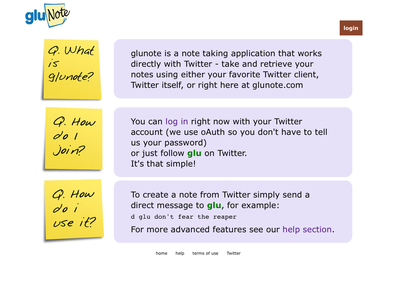 gluNote
login
Q. What
is
glunote?
glunote is a note taking application that works
directly with Twitter - take and retrieve your
notes using either your favorite Twitter client,
Twitter itself, or right here at glunote.com
Q. How
do I
join?
You can log in right now with your Twitter
account (we use oAuth so you don't have to tell
us your password)
or just follow glu on Twitter.
It's that simple!
Q. How
do i
use it?
To create a note from Twitter simply send a
direct message to glu, for example:
d glu don't fear the reaper
For more advanced features see our help section.
home help terms of use Twitter